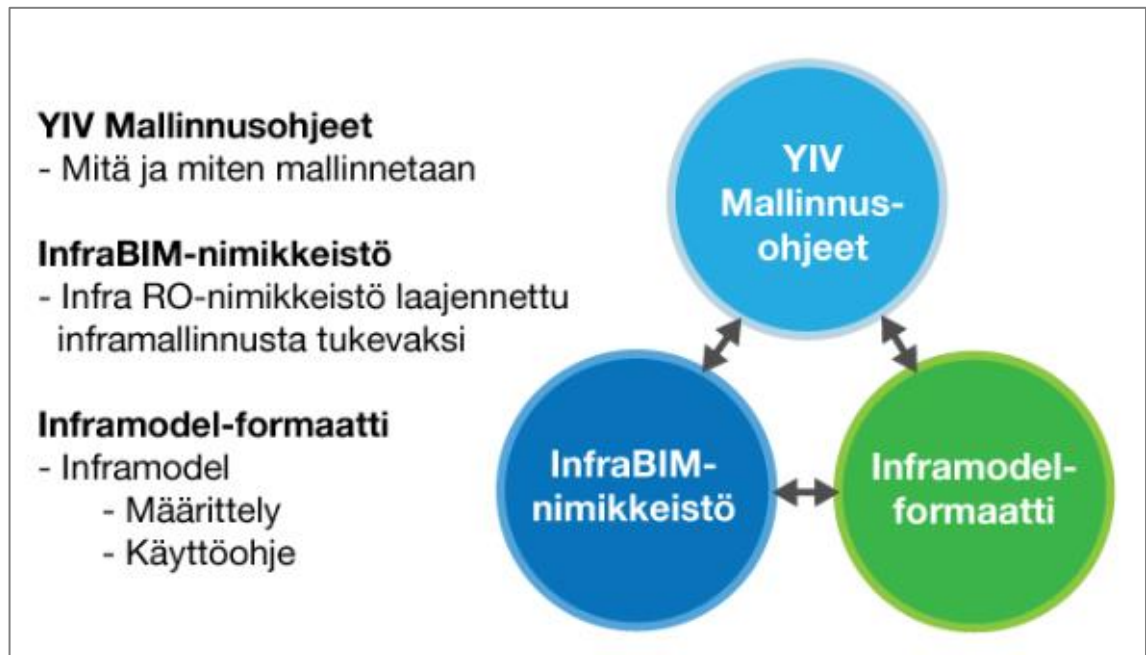 YIV Mallinnusohjeet
- Mitä ja miten mallinnetaan
InfraBIM-nimikkeistö
- Infra RO-nimikkeistö laajennettu
inframallinnusta tukevaksi
Inframodel-formaatti
- Inframodel
- Määrittely
- Käyttöohje
YIV
Mallinnus-
ohjeet
InfraBIM-
nimikkeistö
Inframodel-
formaatti